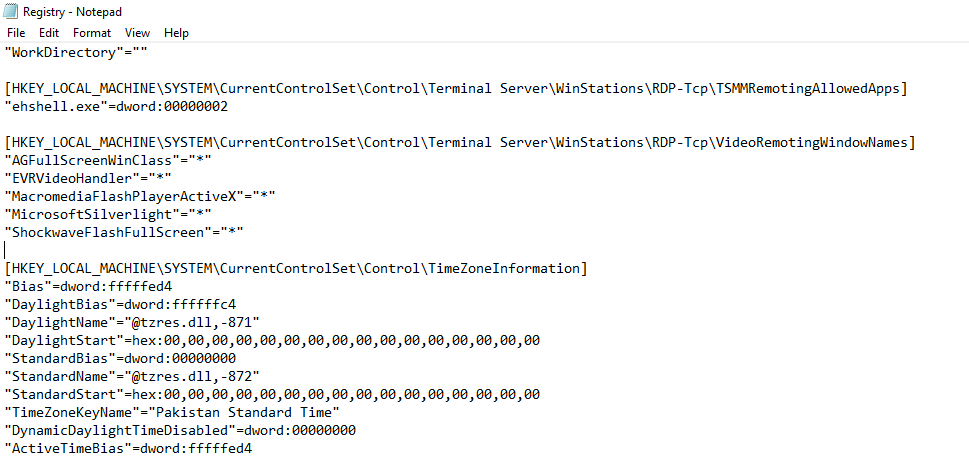 Registry - Notepad
File Edit Format View Help
"WorkDirectory"=""
[HKEY_LOCAL_MACHINE\SYSTEM\CurrentControlSet\Control\Terminal Server\WinStations\RDP-Tcp\TSMMRemotingAllowedApps]
"ehshell.exe"=dword:00000002
[HKEY_LOCAL_MACHINE\SYSTEM\CurrentControlSet\Control\Terminal Server\WinStations\RDP-Tcp\VideoRemotingWindowNames]
"AGFullScreenWinClass"="*"
"EVRVideoHandler"="*"
"MacromediaFlashPlayerActiveX"="*"
"MicrosoftSilverlight"="*"
"ShockwaveFlashFullScreen"="*"
[HKEY_LOCAL_MACHINE\SYSTEM\CurrentControlSet\Control\TimeZoneInformation]
"Bias"=dword:fffffed4
"DaylightBias"=dword:ffffffc4
"DaylightName"="@tzres.dll,-871"
"DaylightStart"=hex:00,00,00,00,00,00,00,00,00,00,00,00,00,00,00,00
"StandardBias"=dword:00000000
"StandardName"="@tzres.dll,-872"
"StandardStart"=hex:00,00,00,00,00,00,00,00,00,00,00,00,00,00,00,00
"TimeZoneKeyName"="Pakistan Standard Time"
"DynamicDaylightTimeDisabled"=dword:00000000
"ActiveTimeBias"=dword:fffffed4